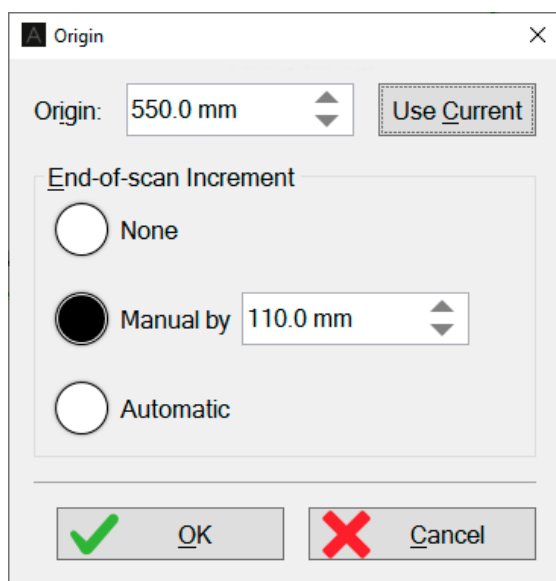 Origin
Origin: 550.0 mm Use Current
End-of-scan Increment
None
Manual by 110.0 mm
Automatic
OK Cancel